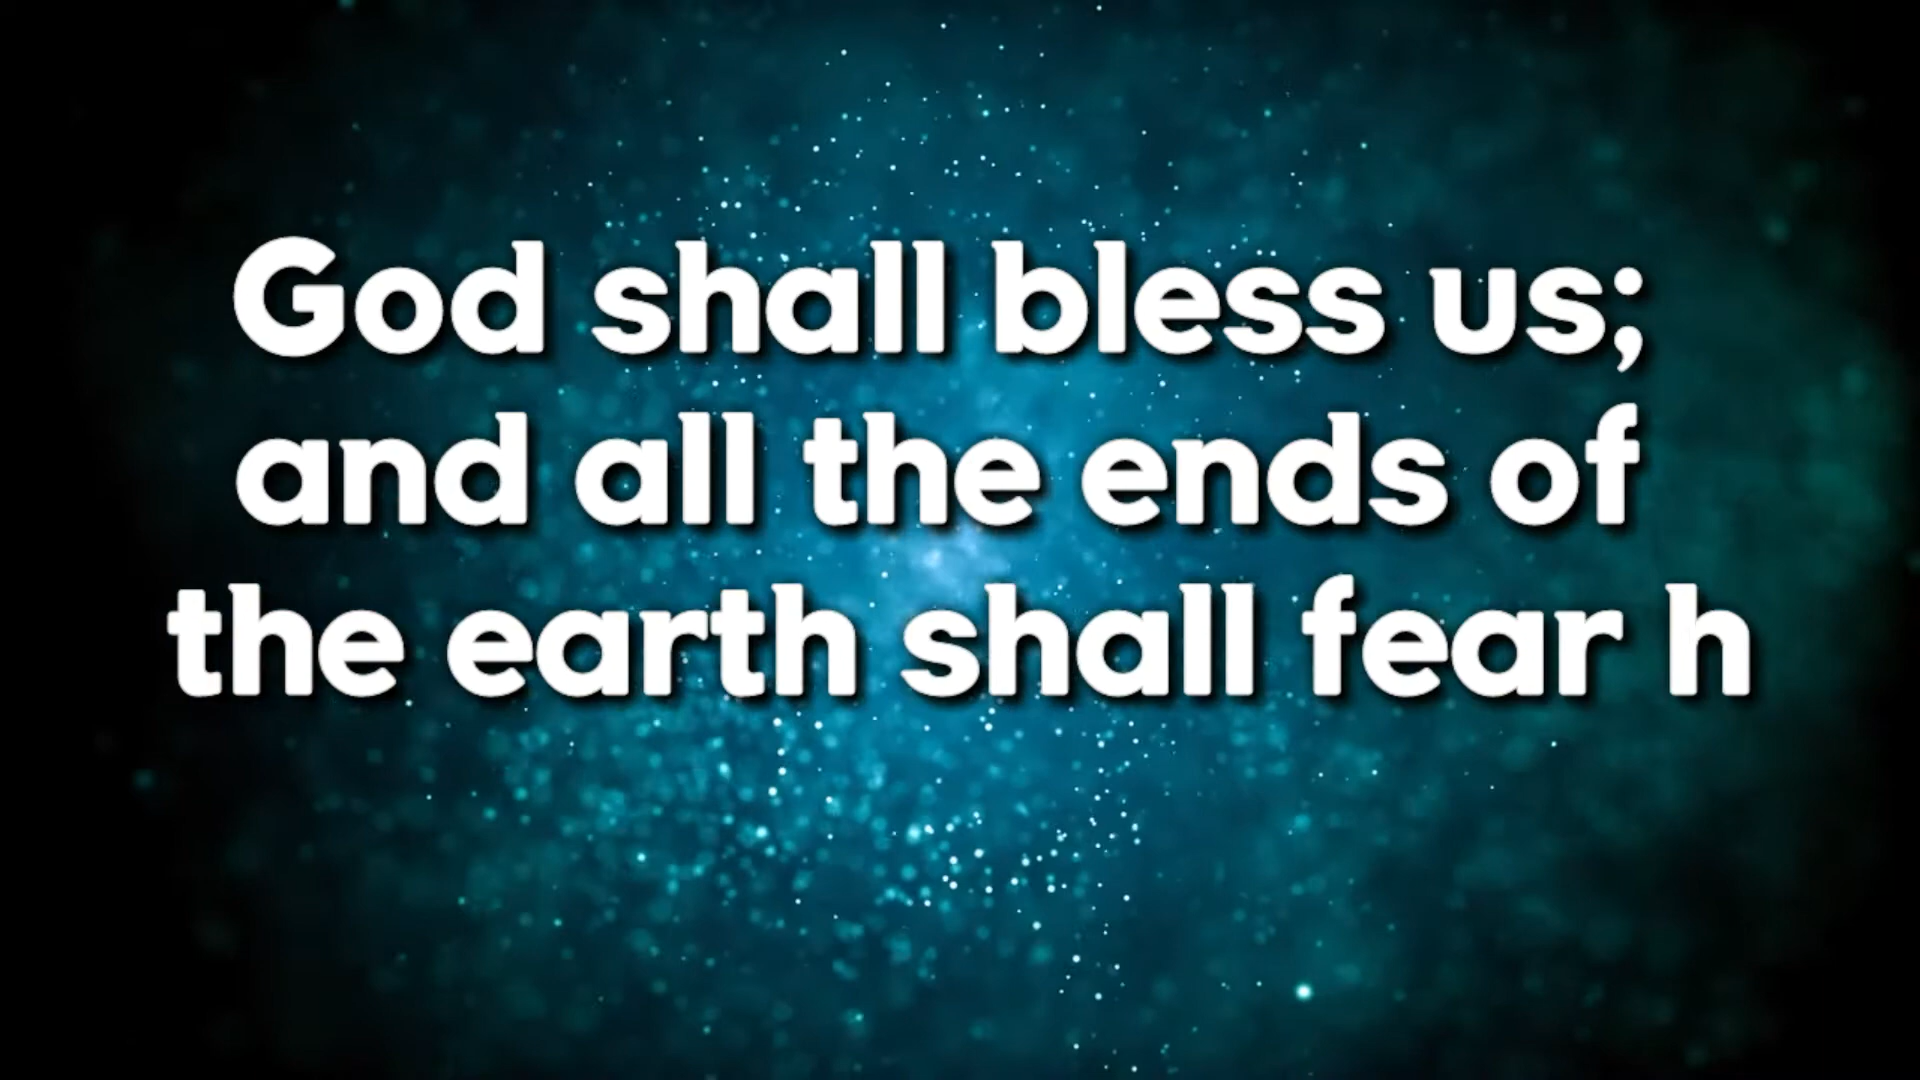 God shall bless us;
and all the ends of
the earth shall fear h